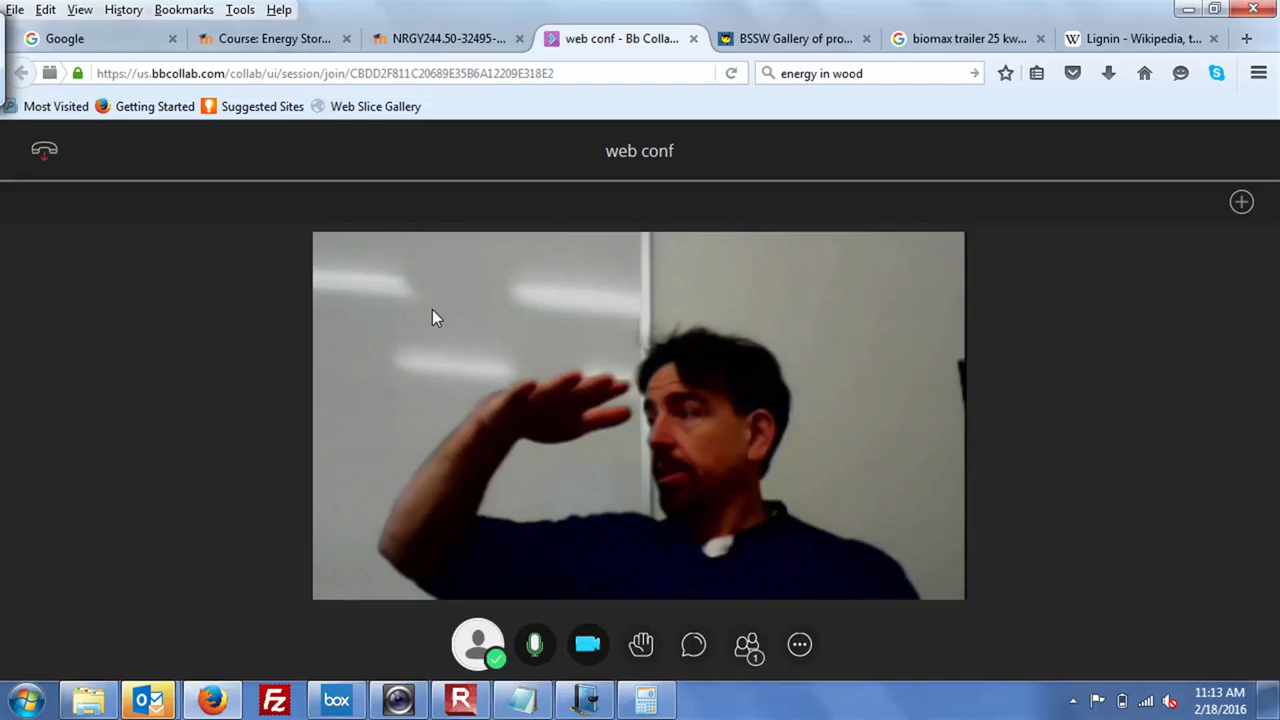 File Edit View History Bookmarks Tools Help
Google Course: Energy Stor... NRGY244.50-32495-... web conf - Bb Colla... BSSW Gallery of pro... biomax trailer 25 kw... W Lignin - Wikipedia, t...
https://us.bbcollab.com/collab/ui/session/join/CBDD2F811C20689E35B6A12209E318E2 energy in wood
Most Visited Getting Started Suggested Sites Web Slice Gallery
web conf
1
Fz box R
11:13 AM
2/18/2016